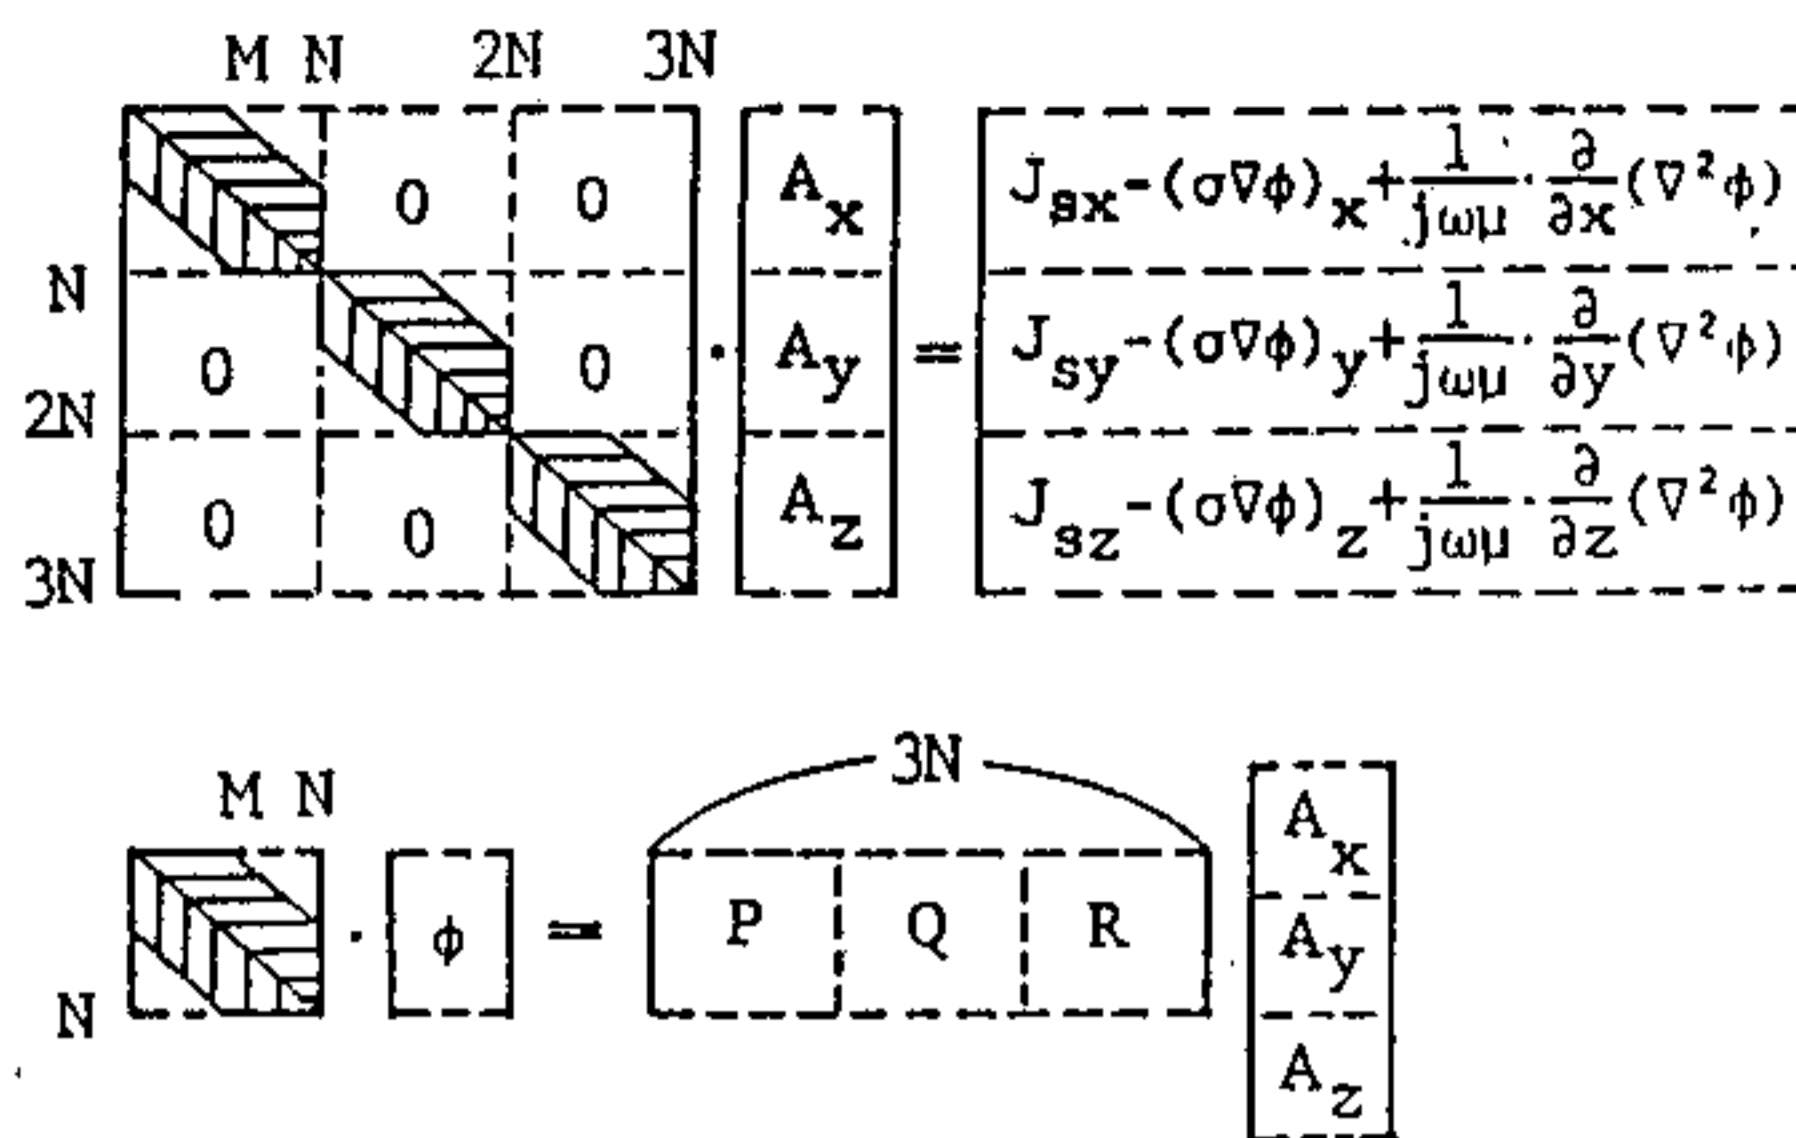 M N 2N 3N
0 0 A_x J_sx-(σ∇φ)_x+1/jωμ·∂/∂x(∇²φ)
N
0 0 · A_y = J_sy-(σ∇φ)_y+1/jωμ·∂/∂y(∇²φ)
2N
0 0 A_z J_sz-(σ∇φ)_z+1/jωμ·∂/∂z(∇²φ)
3N
3N
M N
A_x
· φ = P Q R
A_y
N
A_z